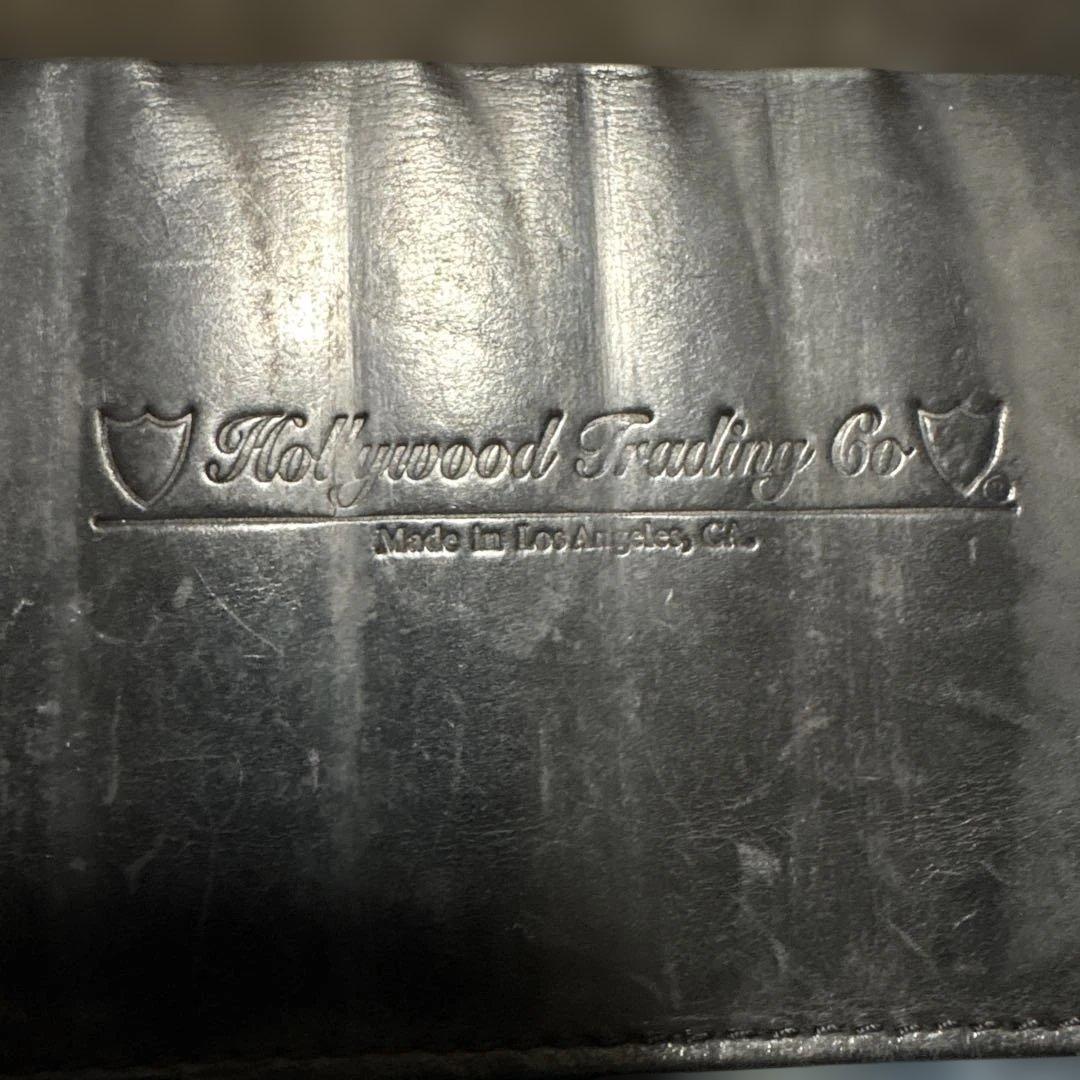 Hollywood Trading Co ®
Made in Los Angeles, CA.